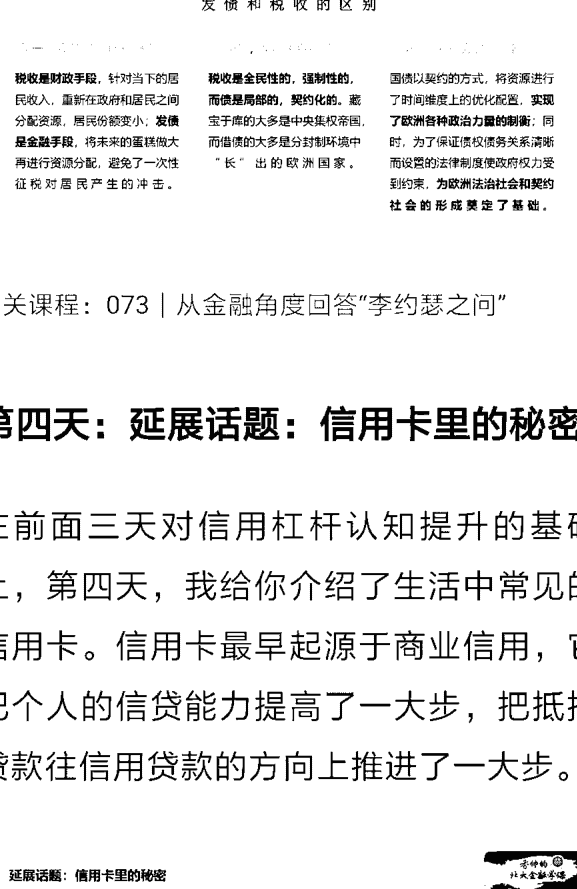 发债和税收的区别
税收是财政手段，针对当下的居
民收入，重新在政府和居民之间
分配资源，居民份额变小；发债
是金融手段，将未来的蛋糕做大
再进行资源分配，避免了一次性
征税对居民产生的冲击。
税收是全民性的，强制性的，
而债是局部的，契约化的。藏
宝于库的大多是中央集权帝国，
而借债的大多是分封制环境中
“长”出的欧洲国家。
国债以契约的方式，将资源进行
了时间维度上的优化配置，实现
了欧洲各种政治力量的制衡；同
时，为了保证债权债务关系清晰
而设置的法律制度使政府权力受
到约束，为欧洲法治社会和契约
社会的形成奠定了基础。
关课程：073｜从金融角度回答“李约瑟之问”
第四天：延展话题：信用卡里的秘密
在前面三天对信用杠杆认知提升的基础
上，第四天，我给你介绍了生活中常见的
信用卡。信用卡最早起源于商业信用，它
把个人的信贷能力提高了一大步，把抵押
贷款往信用贷款的方向上推进了一大步。
延展话题：信用卡里的秘密
香帅的
北大金融学课